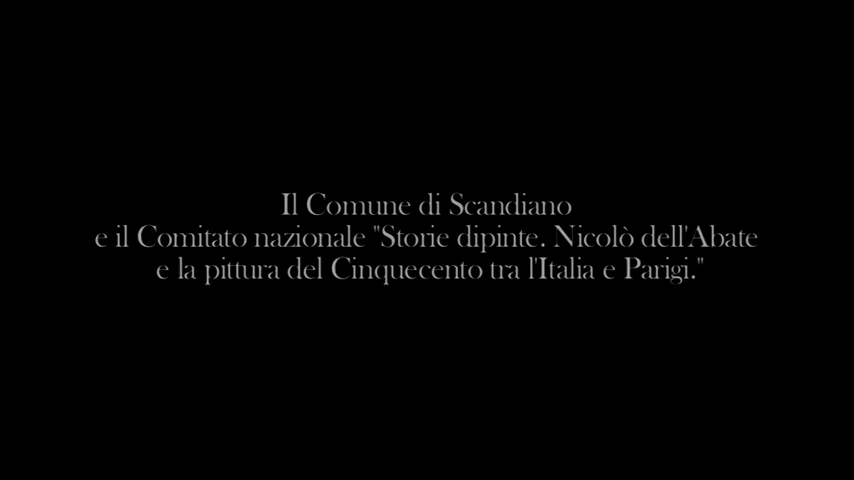 Il Comune di Scandiano
e il Comitato nazionale "Storie dipinte. Nicolò dell'Abate
e la pittura del Cinquecento tra l'Italia e Parigi."